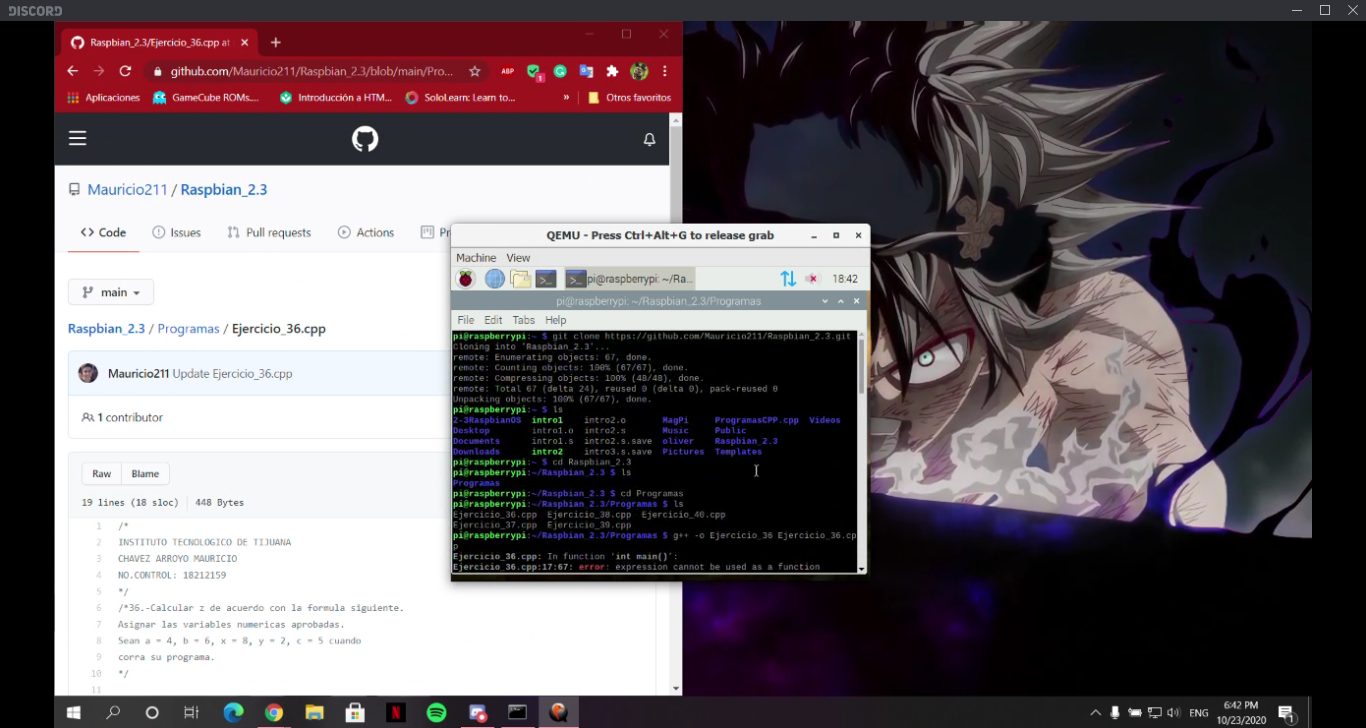 DISCORD
Raspbian_2.3/Ejercicio_36.cpp at
github.com/Mauricio211/Raspbian_2.3/blob/main/Pro...
ABP
1
Aplicaciones
GameCube ROMs,...
Introducción a HTM...
SoloLearn: Learn to...
»
Otros favoritos
Mauricio211 / Raspbian_2.3
Code
Issues
Pull requests
Actions
main
Raspbian_2.3 / Programas / Ejercicio_36.cpp
Mauricio211 Update Ejercicio_36.cpp
1 contributor
Raw
Blame
19 lines (18 sloc)
448 Bytes
1 /*
2 INSTITUTO TECNOLOGICO DE TIJUANA
3 CHAVEZ ARROYO MAURICIO
4 NO.CONTROL: 18212159
5 */
6 /*36.-Calcular z de acuerdo con la formula siguiente.
7 Asignar las variables numericas aprobadas.
8 Sean a = 4, b = 6, x = 8, y = 2, c = 5 cuando
9 corra su programa.
10 */
11
QEMU - Press Ctrl+Alt+G to release grab
Machine View
pi@raspberrypi: ~/Ra...
18:42
pi@raspberrypi: ~/Raspbian_2.3/Programas
File Edit Tabs Help
pi@raspberrypi:~ $ git clone https://github.com/Mauricio211/Raspbian_2.3.git
Cloning into 'Raspbian_2.3'...
remote: Enumerating objects: 67, done.
remote: Counting objects: 100% (67/67), done.
remote: Compressing objects: 100% (48/48), done.
remote: Total 67 (delta 24), reused 0 (delta 0), pack-reused 0
Unpacking objects: 100% (67/67), done.
pi@raspberrypi:~ $ ls
2-3RaspbianOS intro1 intro2.o MagPi ProgramasCPP.cpp Videos
Desktop intro1.o intro2.s Music Public
Documents intro1.s intro2.s.save oliver Raspbian_2.3
Downloads intro2 intro3.s.save Pictures Templates
pi@raspberrypi:~ $ cd Raspbian_2.3
pi@raspberrypi:~/Raspbian_2.3 $ ls
Programas
pi@raspberrypi:~/Raspbian_2.3 $ cd Programas
pi@raspberrypi:~/Raspbian_2.3/Programas $ ls
Ejercicio_36.cpp Ejercicio_38.cpp Ejercicio_40.cpp
Ejercicio_37.cpp Ejercicio_39.cpp
pi@raspberrypi:~/Raspbian_2.3/Programas $ g++ -o Ejercicio_36 Ejercicio_36.cp
p
Ejercicio_36.cpp: In function 'int main()':
Ejercicio_36.cpp:17:67: error: expression cannot be used as a function
ENG
6:42 PM
10/23/2020
1